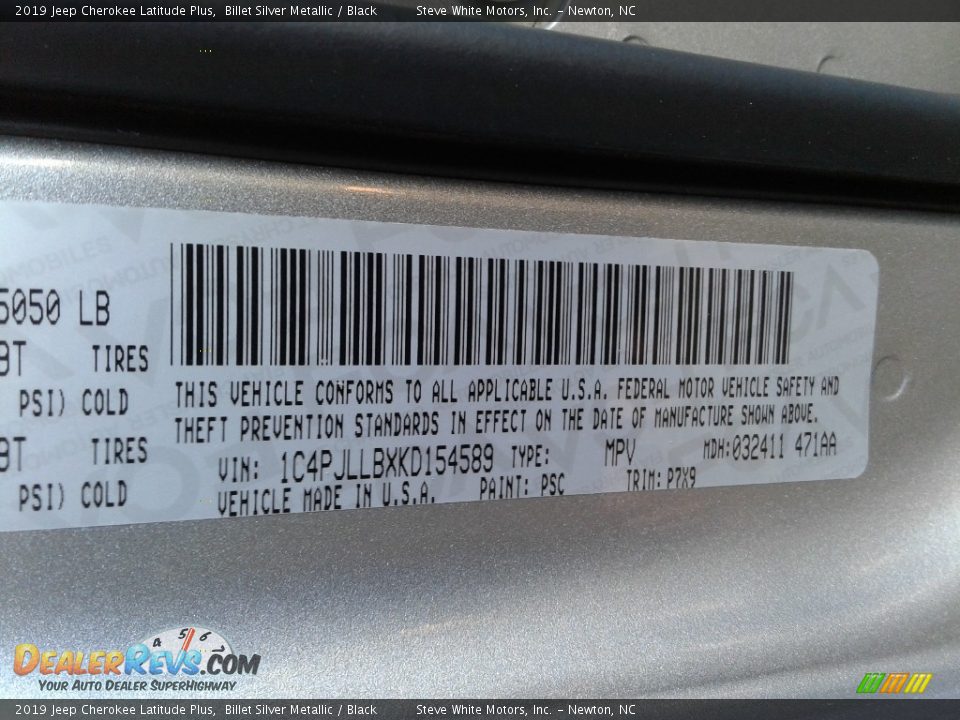 2019 Jeep Cherokee Latitude Plus, Billet Silver Metallic / Black Steve White Motors, Inc. - Newton, NC
5050 LB
BT TIRES
PSI) COLD
BT TIRES
PSI) COLD
THIS VEHICLE CONFORMS TO ALL APPLICABLE U.S.A. FEDERAL MOTOR VEHICLE SAFETY AND
THEFT PREVENTION STANDARDS IN EFFECT ON THE DATE OF MANUFACTURE SHOWN ABOVE.
VIN: 1C4PJLLBXKD154589 TYPE: MPV MDH:032411 471AA
VEHICLE MADE IN U.S.A. PAINT: PSC TRIM: P7X9
4 5 6 7
DealerRevs.com
Your Auto Dealer SuperHighway
2019 Jeep Cherokee Latitude Plus, Billet Silver Metallic / Black Steve White Motors, Inc. - Newton, NC